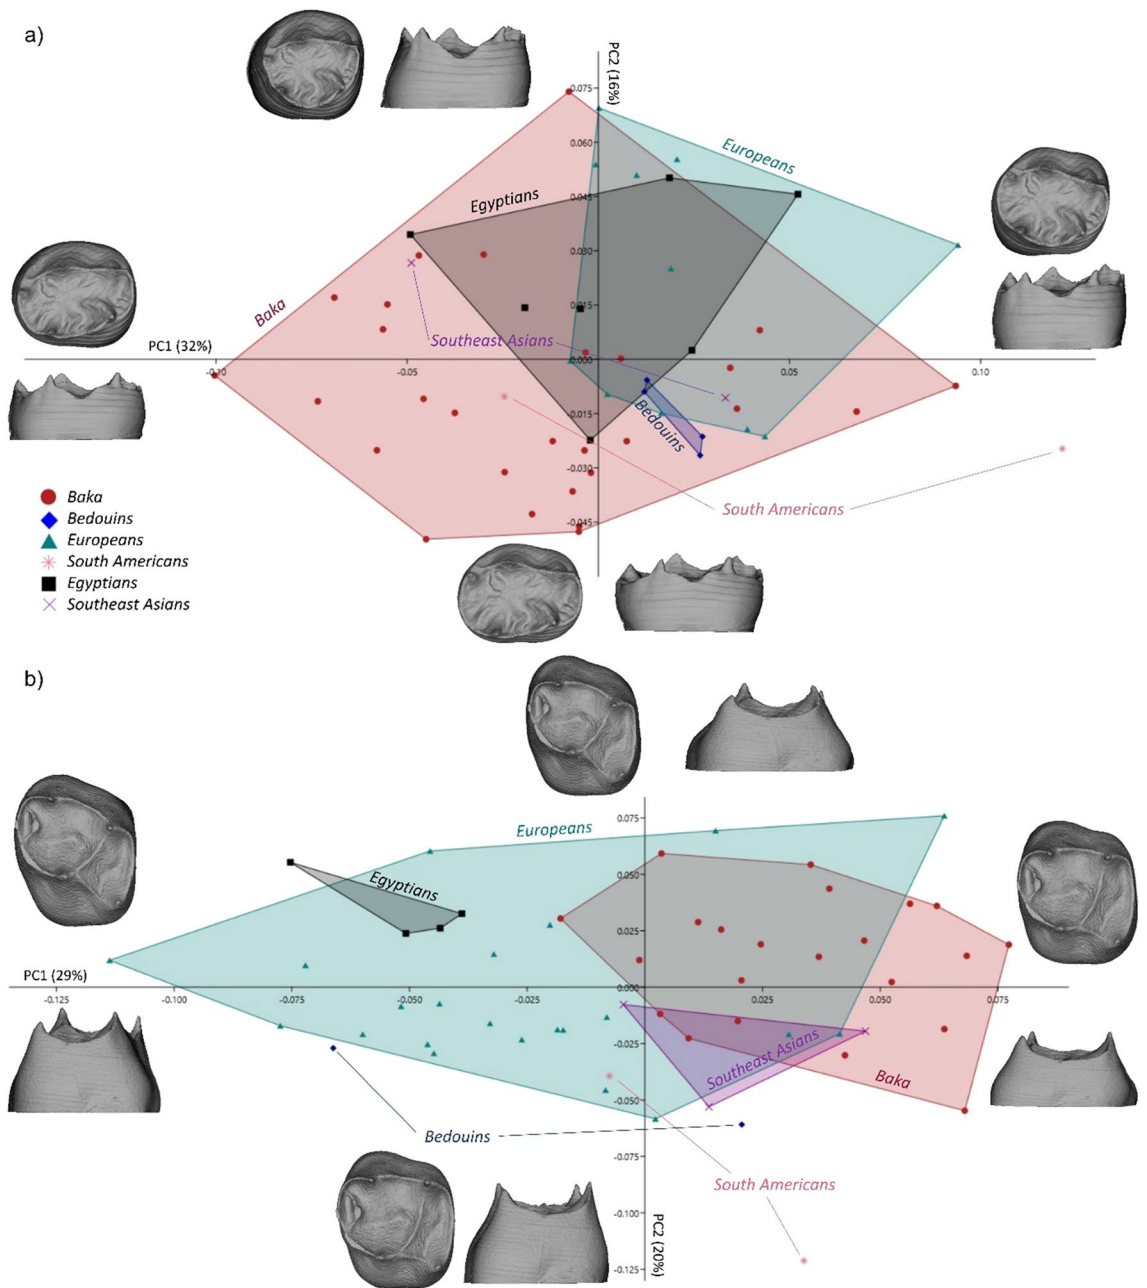 a)
PC2 (16%)
0.075
Europeans
0.060
Egyptians
0.045
0.030
Baka
0.015
Southeast Asians
PC1 (32%)
0.000
-0.10
-0.05
0.05
0.10
-0.015
Bedouins
-0.030
South Americans
-0.045
Baka
Bedouins
Europeans
South Americans
Egyptians
Southeast Asians
b)
0.075
Europeans
0.050
Egyptians
0.025
PC1 (29%)
0.000
-0.125
-0.100
-0.075
-0.050
-0.025
0.025
0.050
0.075
-0.025
Southeast Asians
Baka
-0.050
Bedouins
-0.075
South Americans
-0.100
PC2 (20%)
-0.125